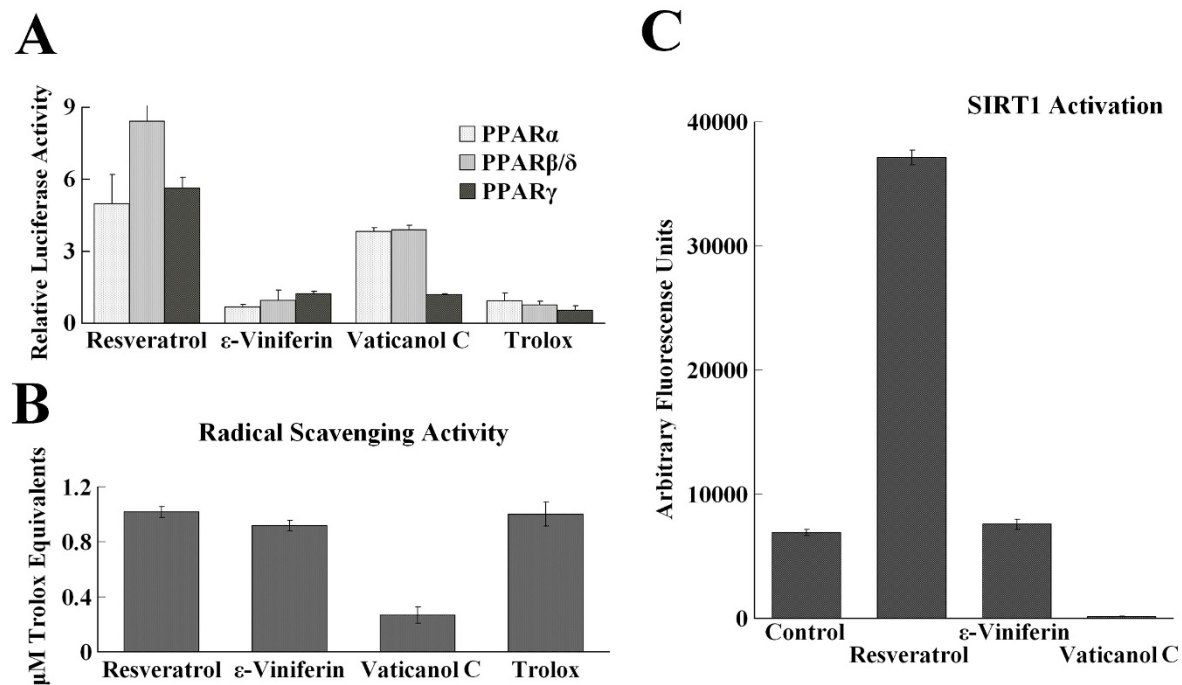 A
Relative Luciferase Activity
9
6
3
0
PPARα
PPARβ/δ
PPARγ
Resveratrol ε-Viniferin Vaticanol C Trolox
B
Radical Scavenging Activity
µM Trolox Equivalents
1.2
0.8
0.4
0
Resveratrol ε-Viniferin Vaticanol C Trolox
C
SIRT1 Activation
Arbitrary Fluorescense Units
40000
30000
20000
10000
0
Control
Resveratrol
ε-Viniferin
Vaticanol C